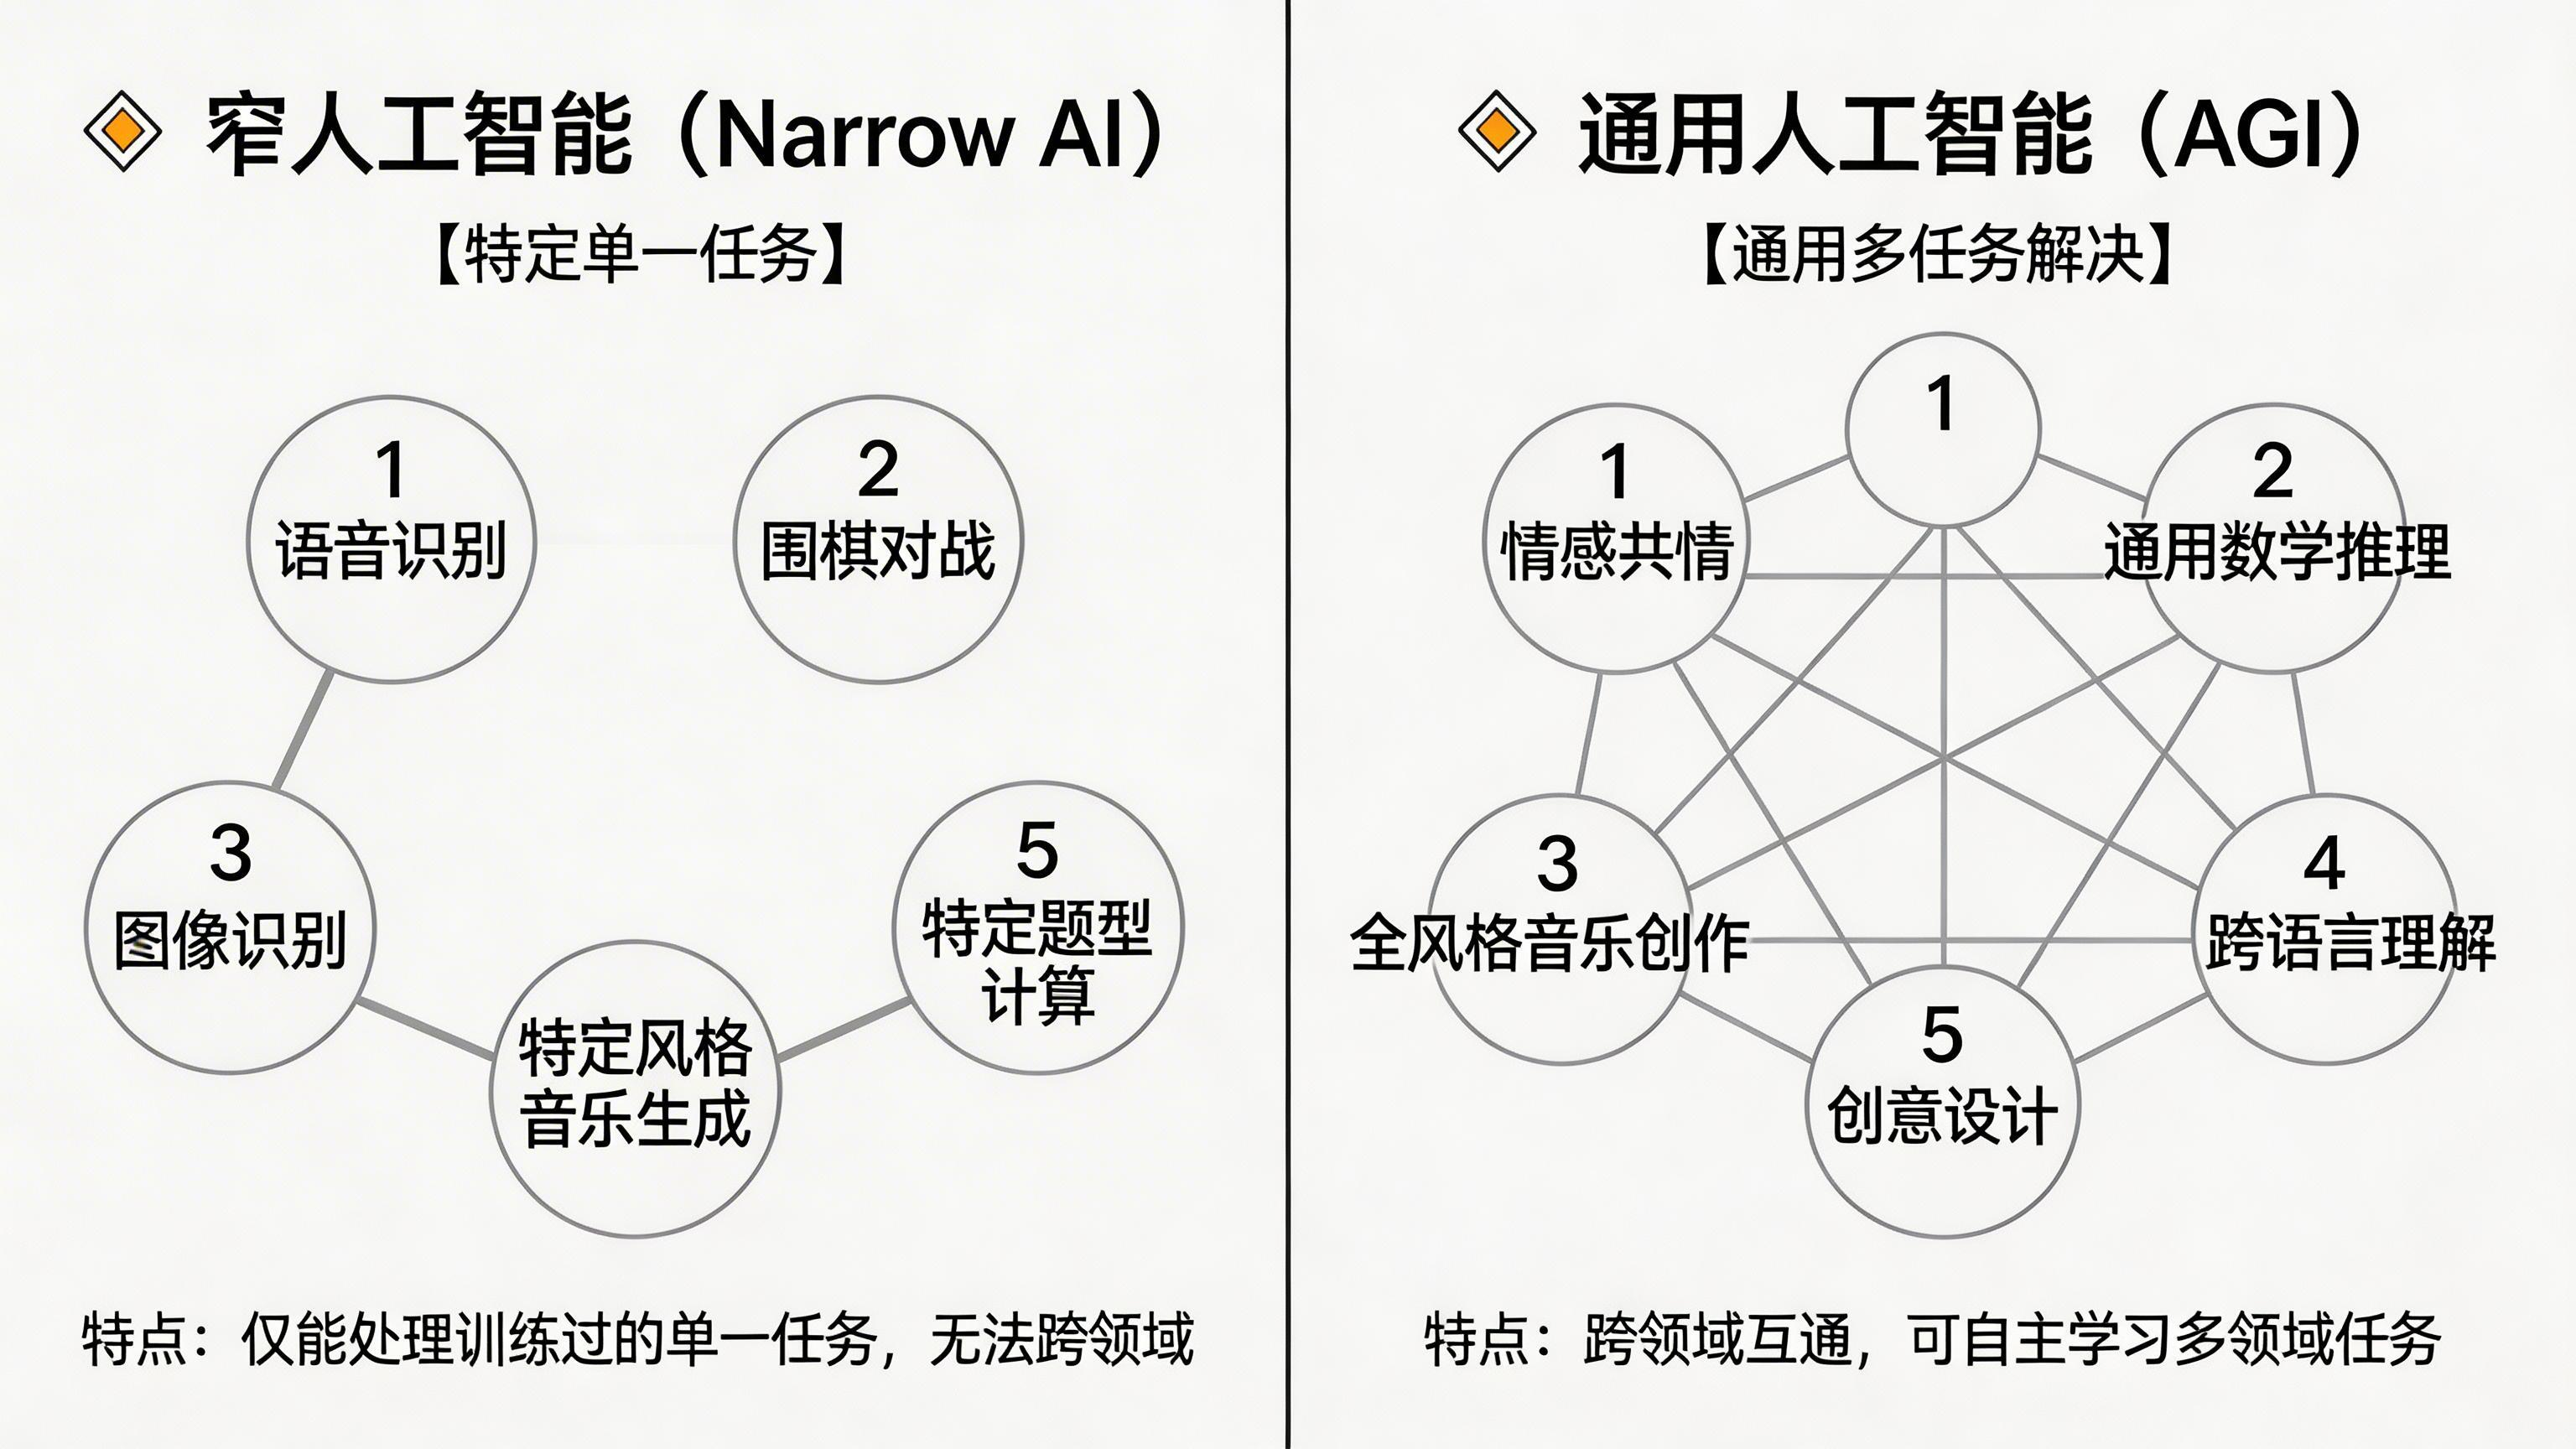 窄人工智能（Narrow AI）
【特定单一任务】
1
语音识别
2
围棋对战
3
图像识别
特定风格
音乐生成
5
特定题型
计算
特点：仅能处理训练过的单一任务，无法跨领域
通用人工智能（AGI）
【通用多任务解决】
1
1
情感共情
2
通用数学推理
3
全风格音乐创作
4
跨语言理解
5
创意设计
特点：跨领域互通，可自主学习多领域任务